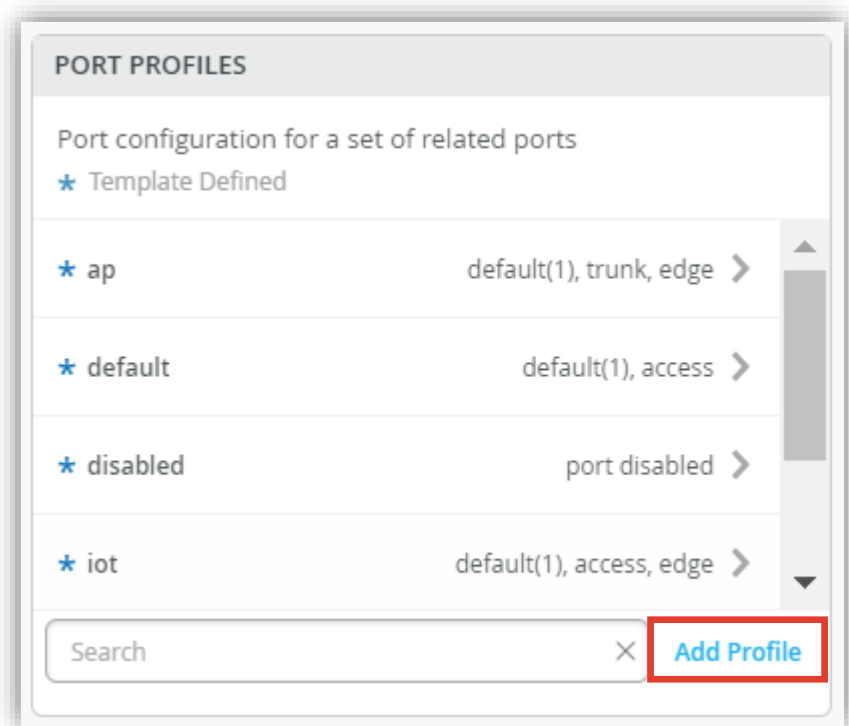 PORT PROFILES
Port configuration for a set of related ports
* Template Defined
* ap default(1), trunk, edge
* default default(1), access
* disabled port disabled
* iot default(1), access, edge
Search Add Profile